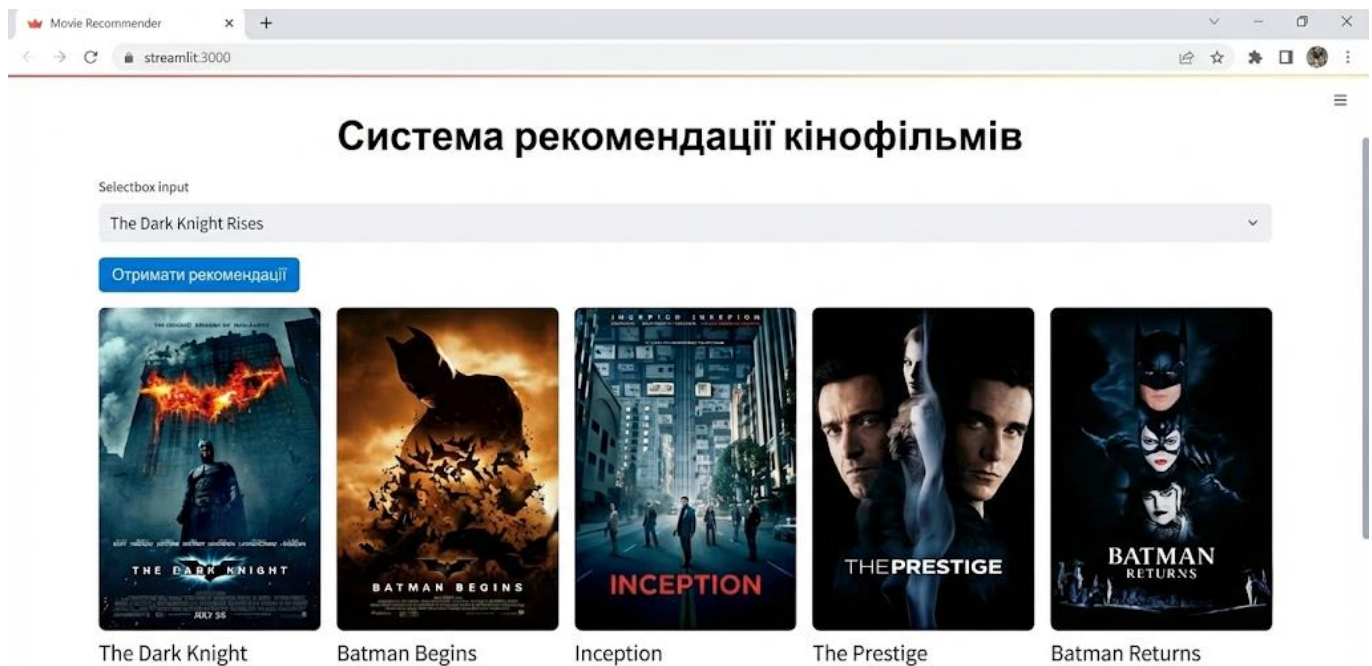 Movie Recommender
streamlit:3000
Система рекомендації кінофільмів
Selectbox input
The Dark Knight Rises
Отримати рекомендації
THE DARK KNIGHT
BATMAN BEGINS
INCEPTION
THE PRESTIGE
BATMAN
RETURNS
The Dark Knight
Batman Begins
Inception
The Prestige
Batman Returns